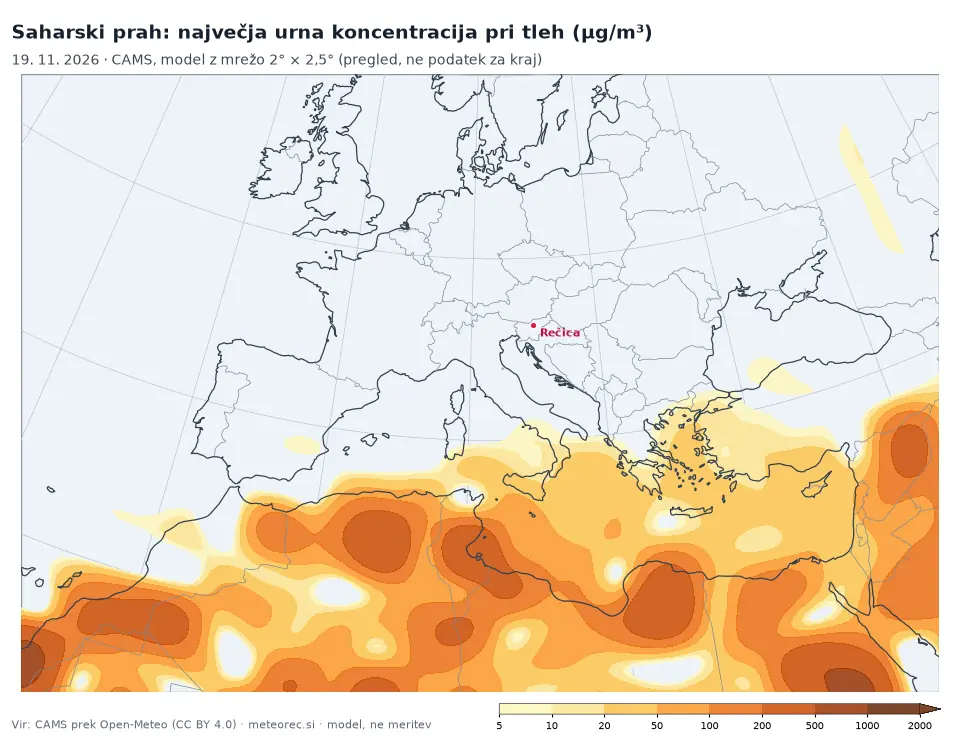 Saharski prah: največja urna koncentracija pri tleh (µg/m³)
19. 11. 2026 · CAMS, model z mrežo 2° × 2,5° (pregled, ne podatek za kraj)
Rečica
5 10 20 50 100 200 500 1000 2000
Vir: CAMS prek Open-Meteo (CC BY 4.0) · meteorec.si · model, ne meritev